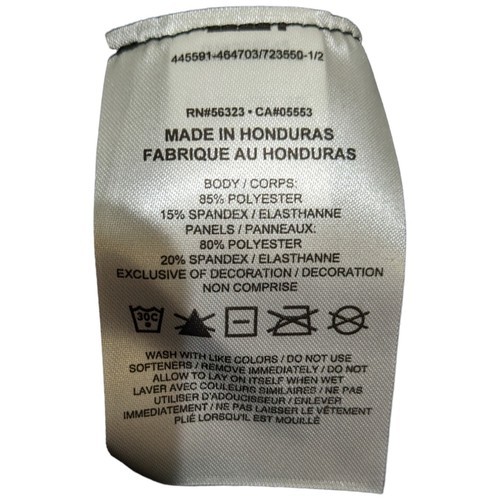 445591-464703/723550-1/2
RN#56323 • CA#05553
MADE IN HONDURAS
FABRIQUE AU HONDURAS
BODY / CORPS:
85% POLYESTER
15% SPANDEX / ELASTHANNE
PANELS / PANNEAUX:
80% POLYESTER
20% SPANDEX / ELASTHANNE
EXCLUSIVE OF DECORATION / DECORATION
NON COMPRISE
30C
WASH WITH LIKE COLORS / DO NOT USE
SOFTENERS / REMOVE IMMEDIATELY / DO NOT
ALLOW TO LAY ON ITSELF WHEN WET
LAVER AVEC COULEURS SIMILAIRES / NE PAS
UTILISER D'ADOUCISSEUR / ENLEVER
IMMÉDIATEMENT / NE PAS LAISSER LE VÊTEMENT
PLIÉ LORSQU'IL EST MOUILLÉ